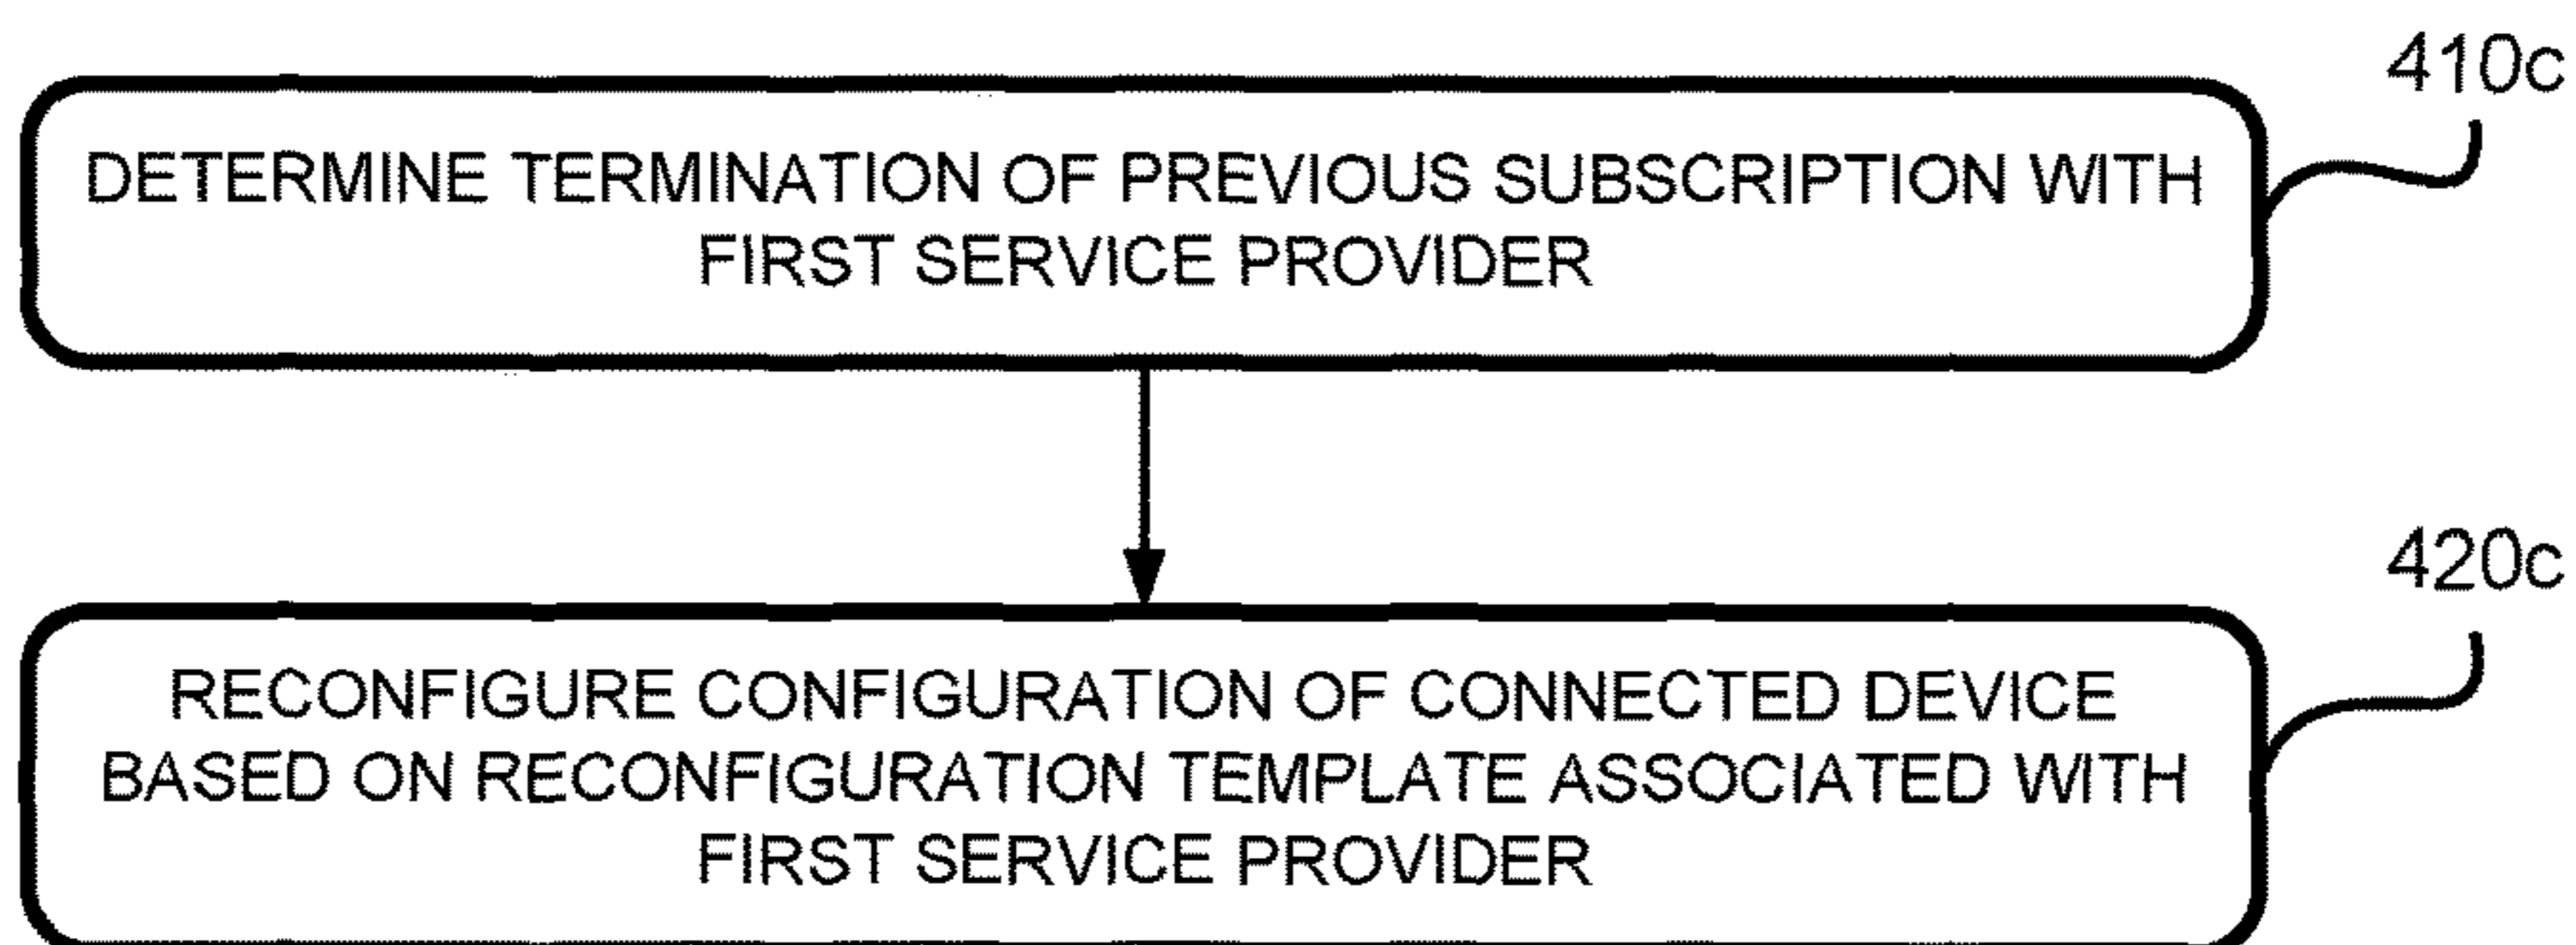 410c
DETERMINE TERMINATION OF PREVIOUS SUBSCRIPTION WITH
FIRST SERVICE PROVIDER
420c
RECONFIGURE CONFIGURATION OF CONNECTED DEVICE
BASED ON RECONFIGURATION TEMPLATE ASSOCIATED WITH
FIRST SERVICE PROVIDER